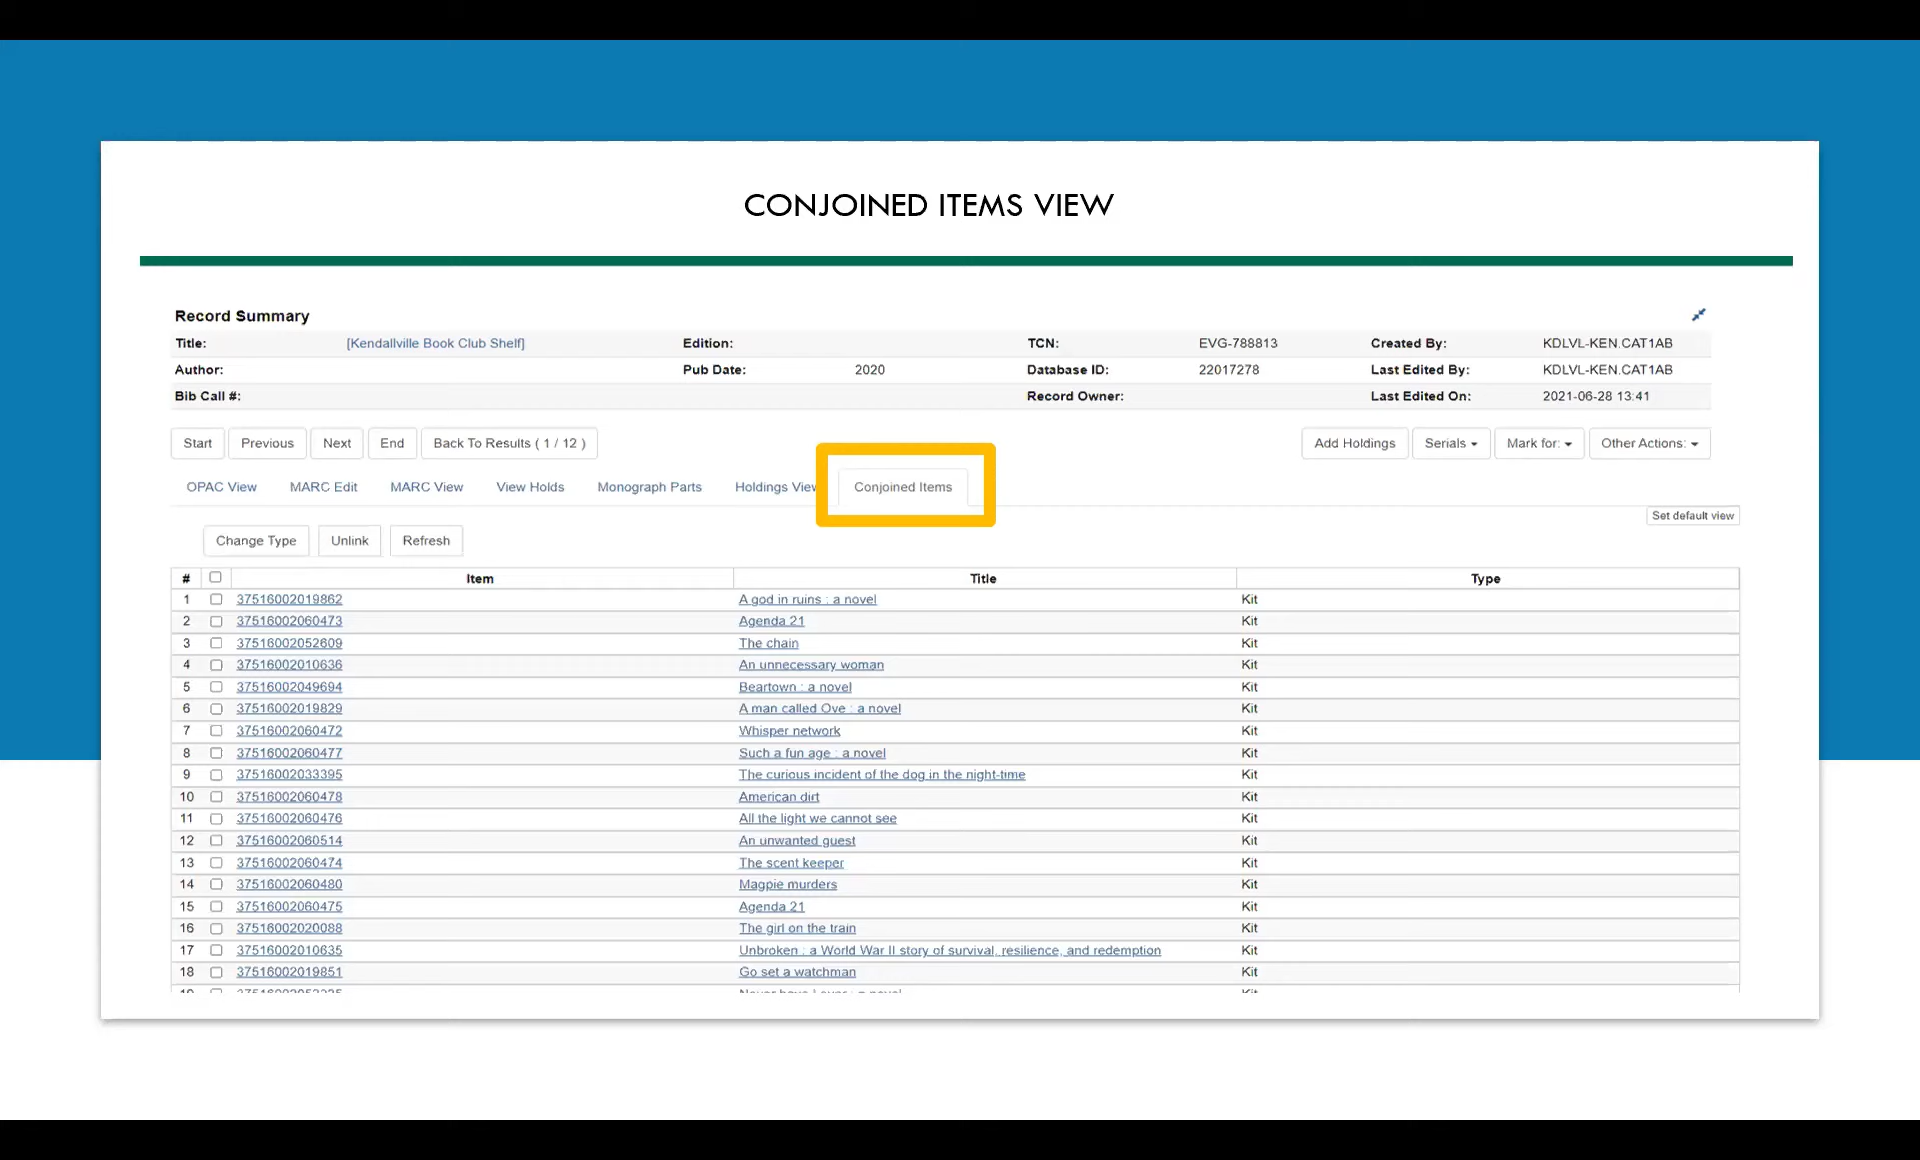 CONJOINED ITEMS VIEW
Record Summary
Title: [Kendallville Book Club Shelf] Edition: TCN: EVG-788813 Created By: KDLVL-KEN.CAT1AB
Author: Pub Date: 2020 Database ID: 22017278 Last Edited By: KDLVL-KEN.CAT1AB
Bib Call #: Record Owner: Last Edited On: 2021-06-28 13:41
Start Previous Next End Back To Results ( 1 / 12 ) Add Holdings Serials Mark for: Other Actions:
OPAC View MARC Edit MARC View View Holds Monograph Parts Holdings View Conjoined Items
Set default view
Change Type Unlink Refresh
# Item Title Type
1 37516002019862 A god in ruins : a novel Kit
2 37516002060473 Agenda 21 Kit
3 37516002052609 The chain Kit
4 37516002010636 An unnecessary woman Kit
5 37516002049694 Beartown : a novel Kit
6 37516002019829 A man called Ove : a novel Kit
7 37516002060472 Whisper network Kit
8 37516002060477 Such a fun age : a novel Kit
9 37516002033395 The curious incident of the dog in the night-time Kit
10 37516002060478 American dirt Kit
11 37516002060476 All the light we cannot see Kit
12 37516002060514 An unwanted guest Kit
13 37516002060474 The scent keeper Kit
14 37516002060480 Magpie murders Kit
15 37516002060475 Agenda 21 Kit
16 37516002020088 The girl on the train Kit
17 37516002010635 Unbroken : a World War II story of survival, resilience, and redemption Kit
18 37516002019851 Go set a watchman Kit